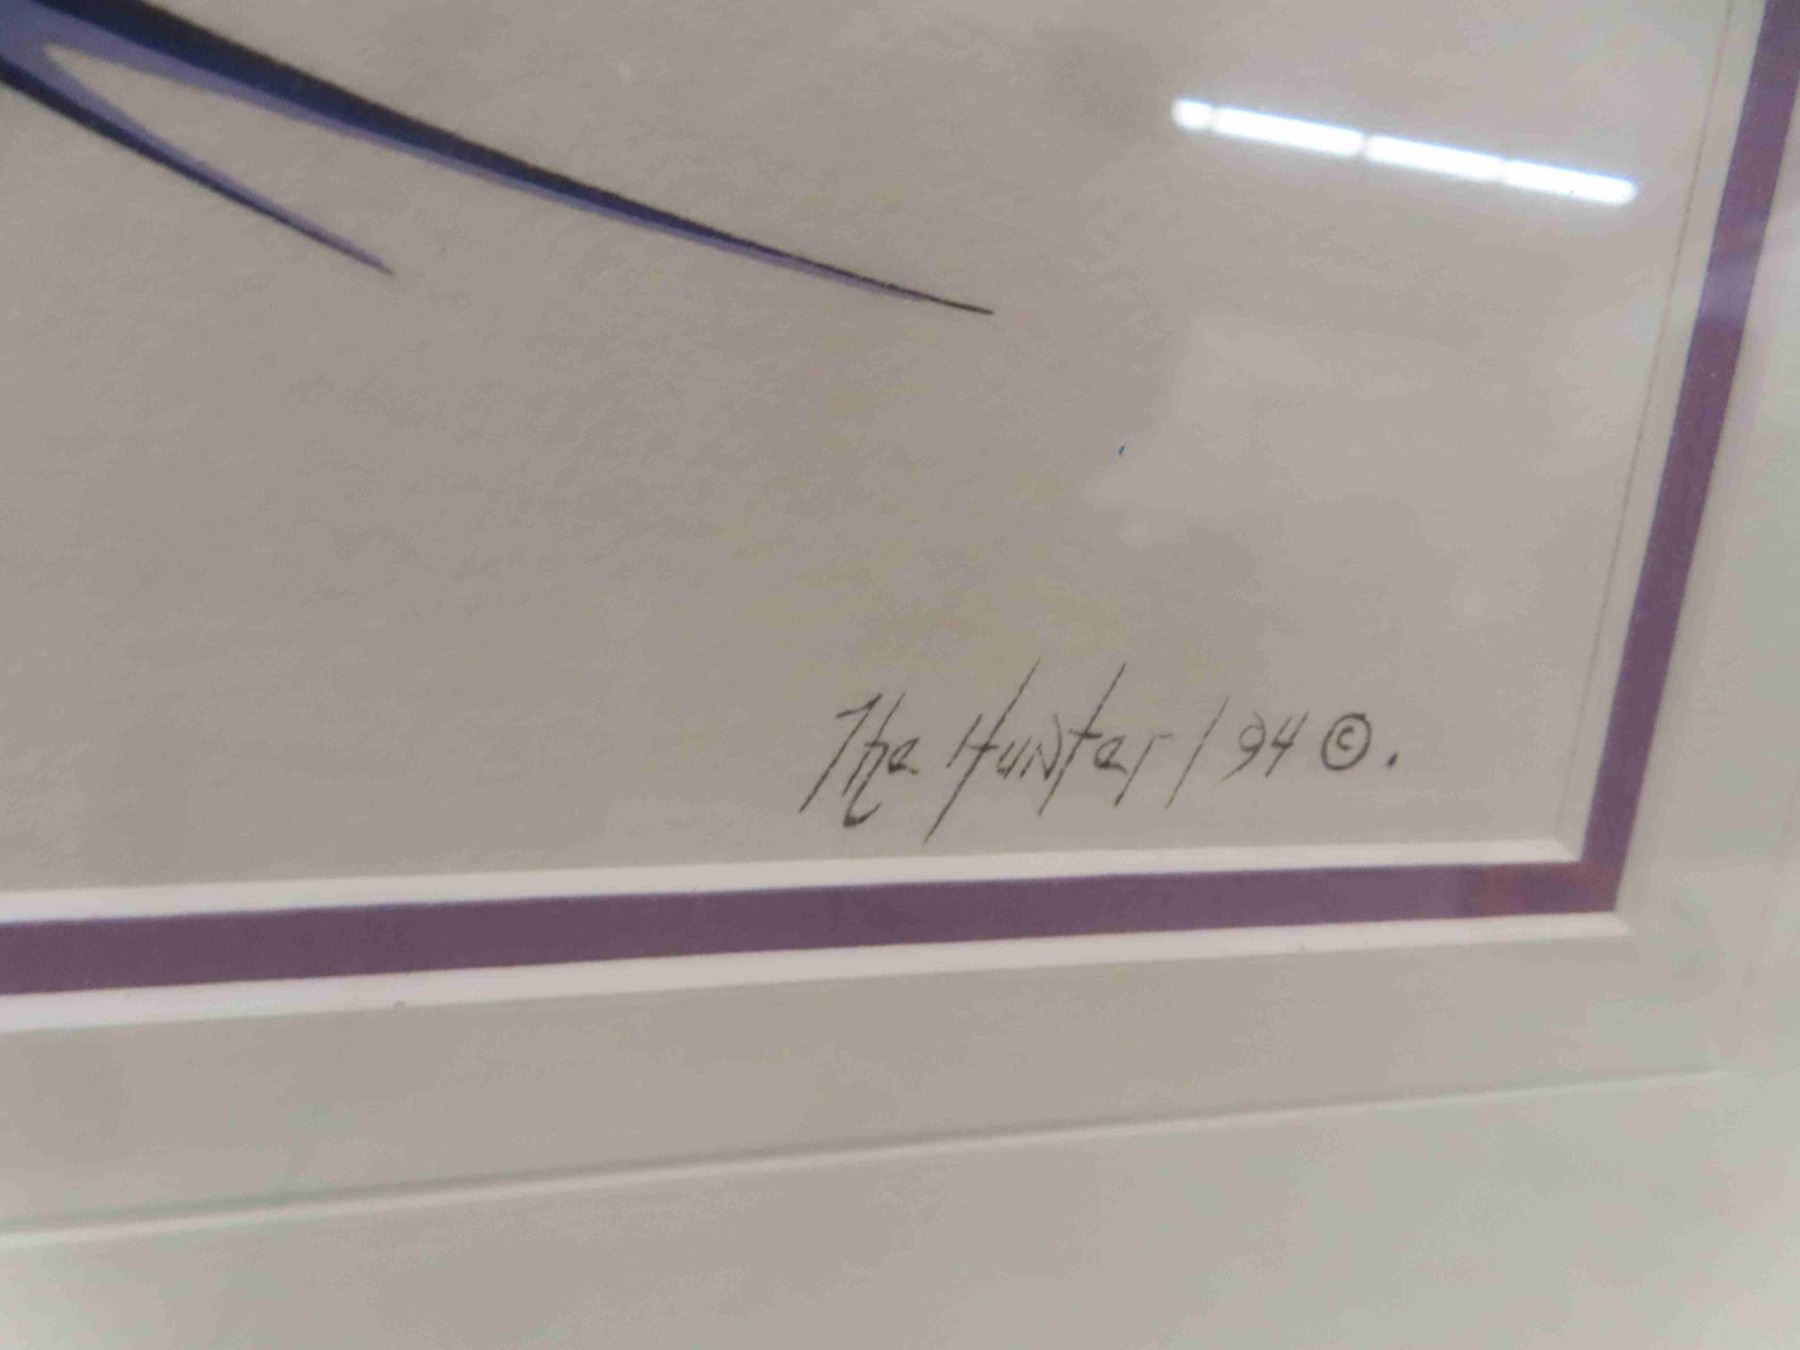 The Hunter / 94 ©.